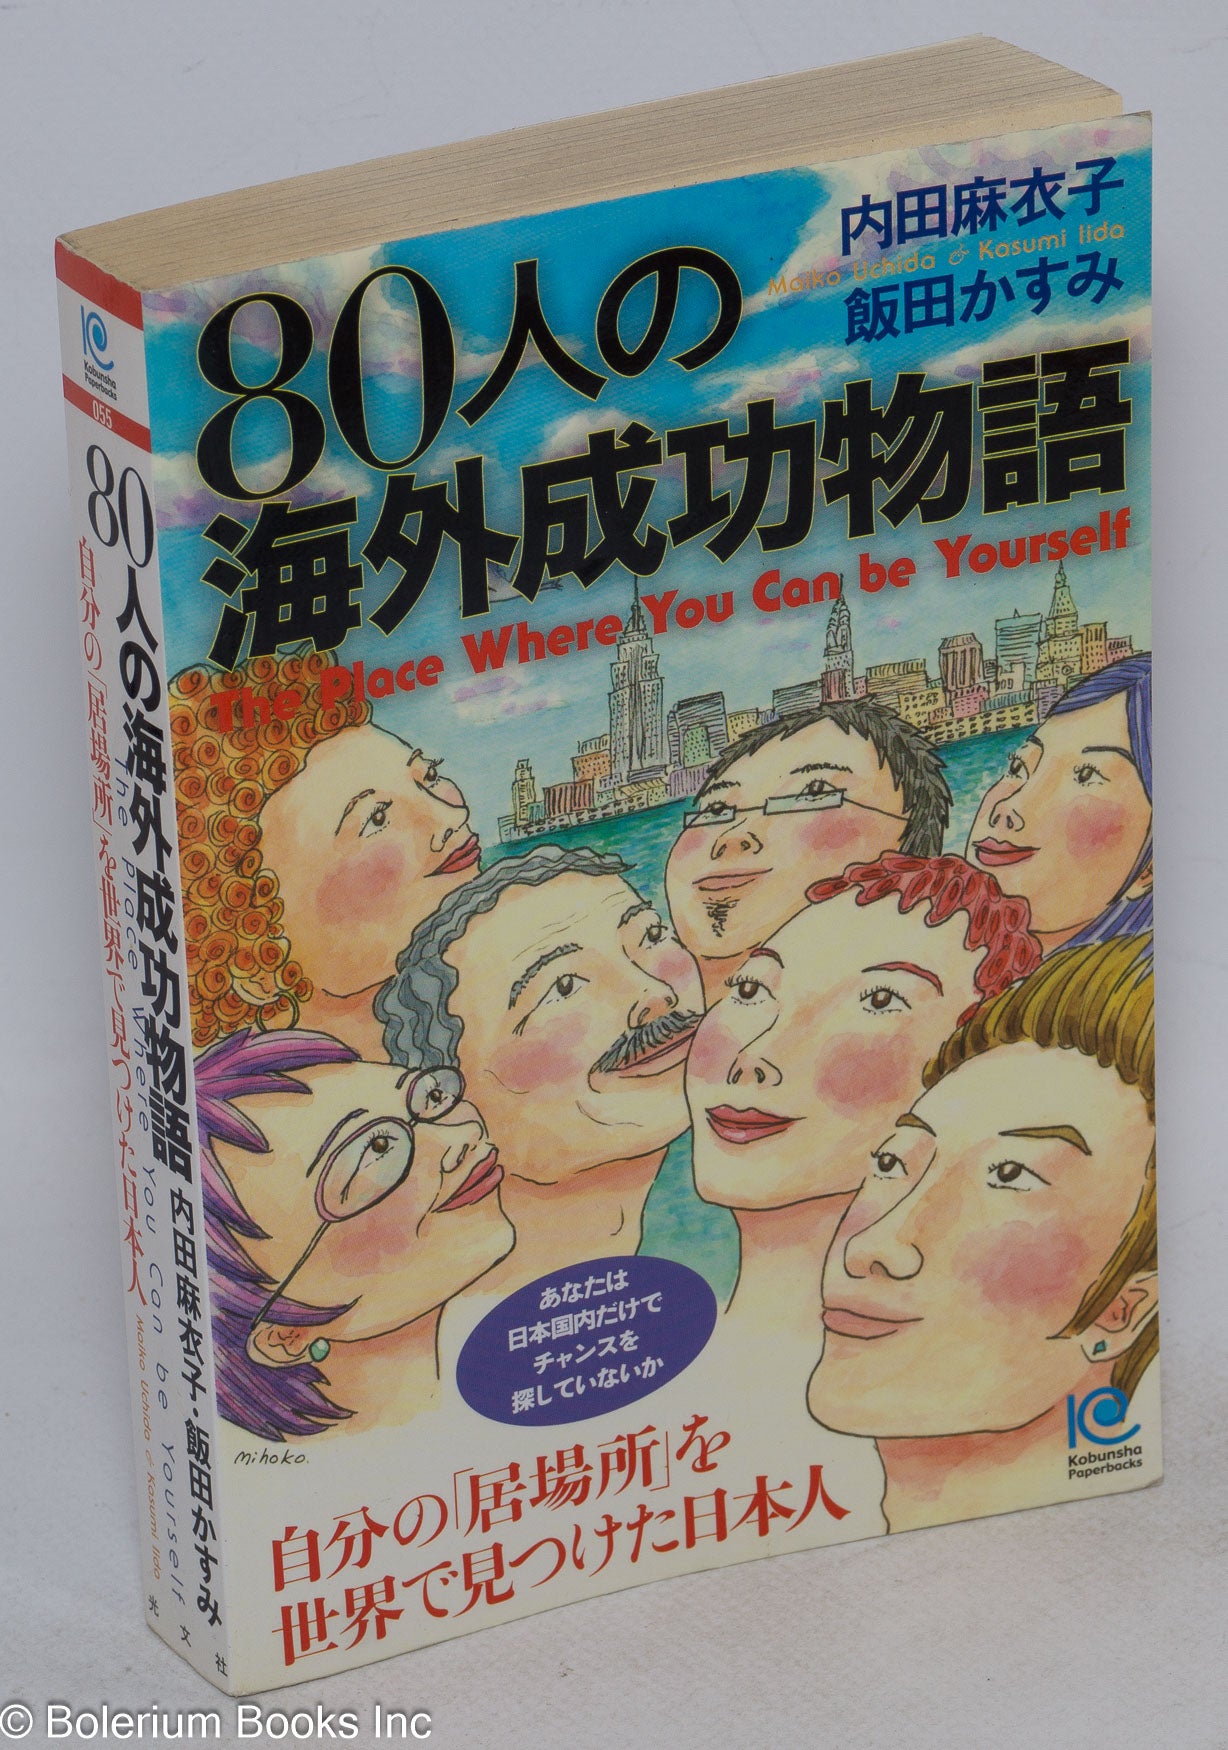 内田麻衣子
Maiko Uchida & Kasumi Iida
飯田かすみ
80人の
海外成功物語
The Place Where You Can be Yourself
あなたは
日本国内だけで
チャンスを
探していないか
mihoko.
自分の「居場所」を
世界で見つけた日本人
Kobunsha
Paperbacks
Kobunsha
Paperbacks
055
80人の海外成功物語 内田麻衣子・飯田かすみ
The Place Where You Can be Yourself
自分の「居場所」を世界で見つけた日本人 Maiko Uchida & Kasumi Iida
光文社
© Bolerium Books Inc